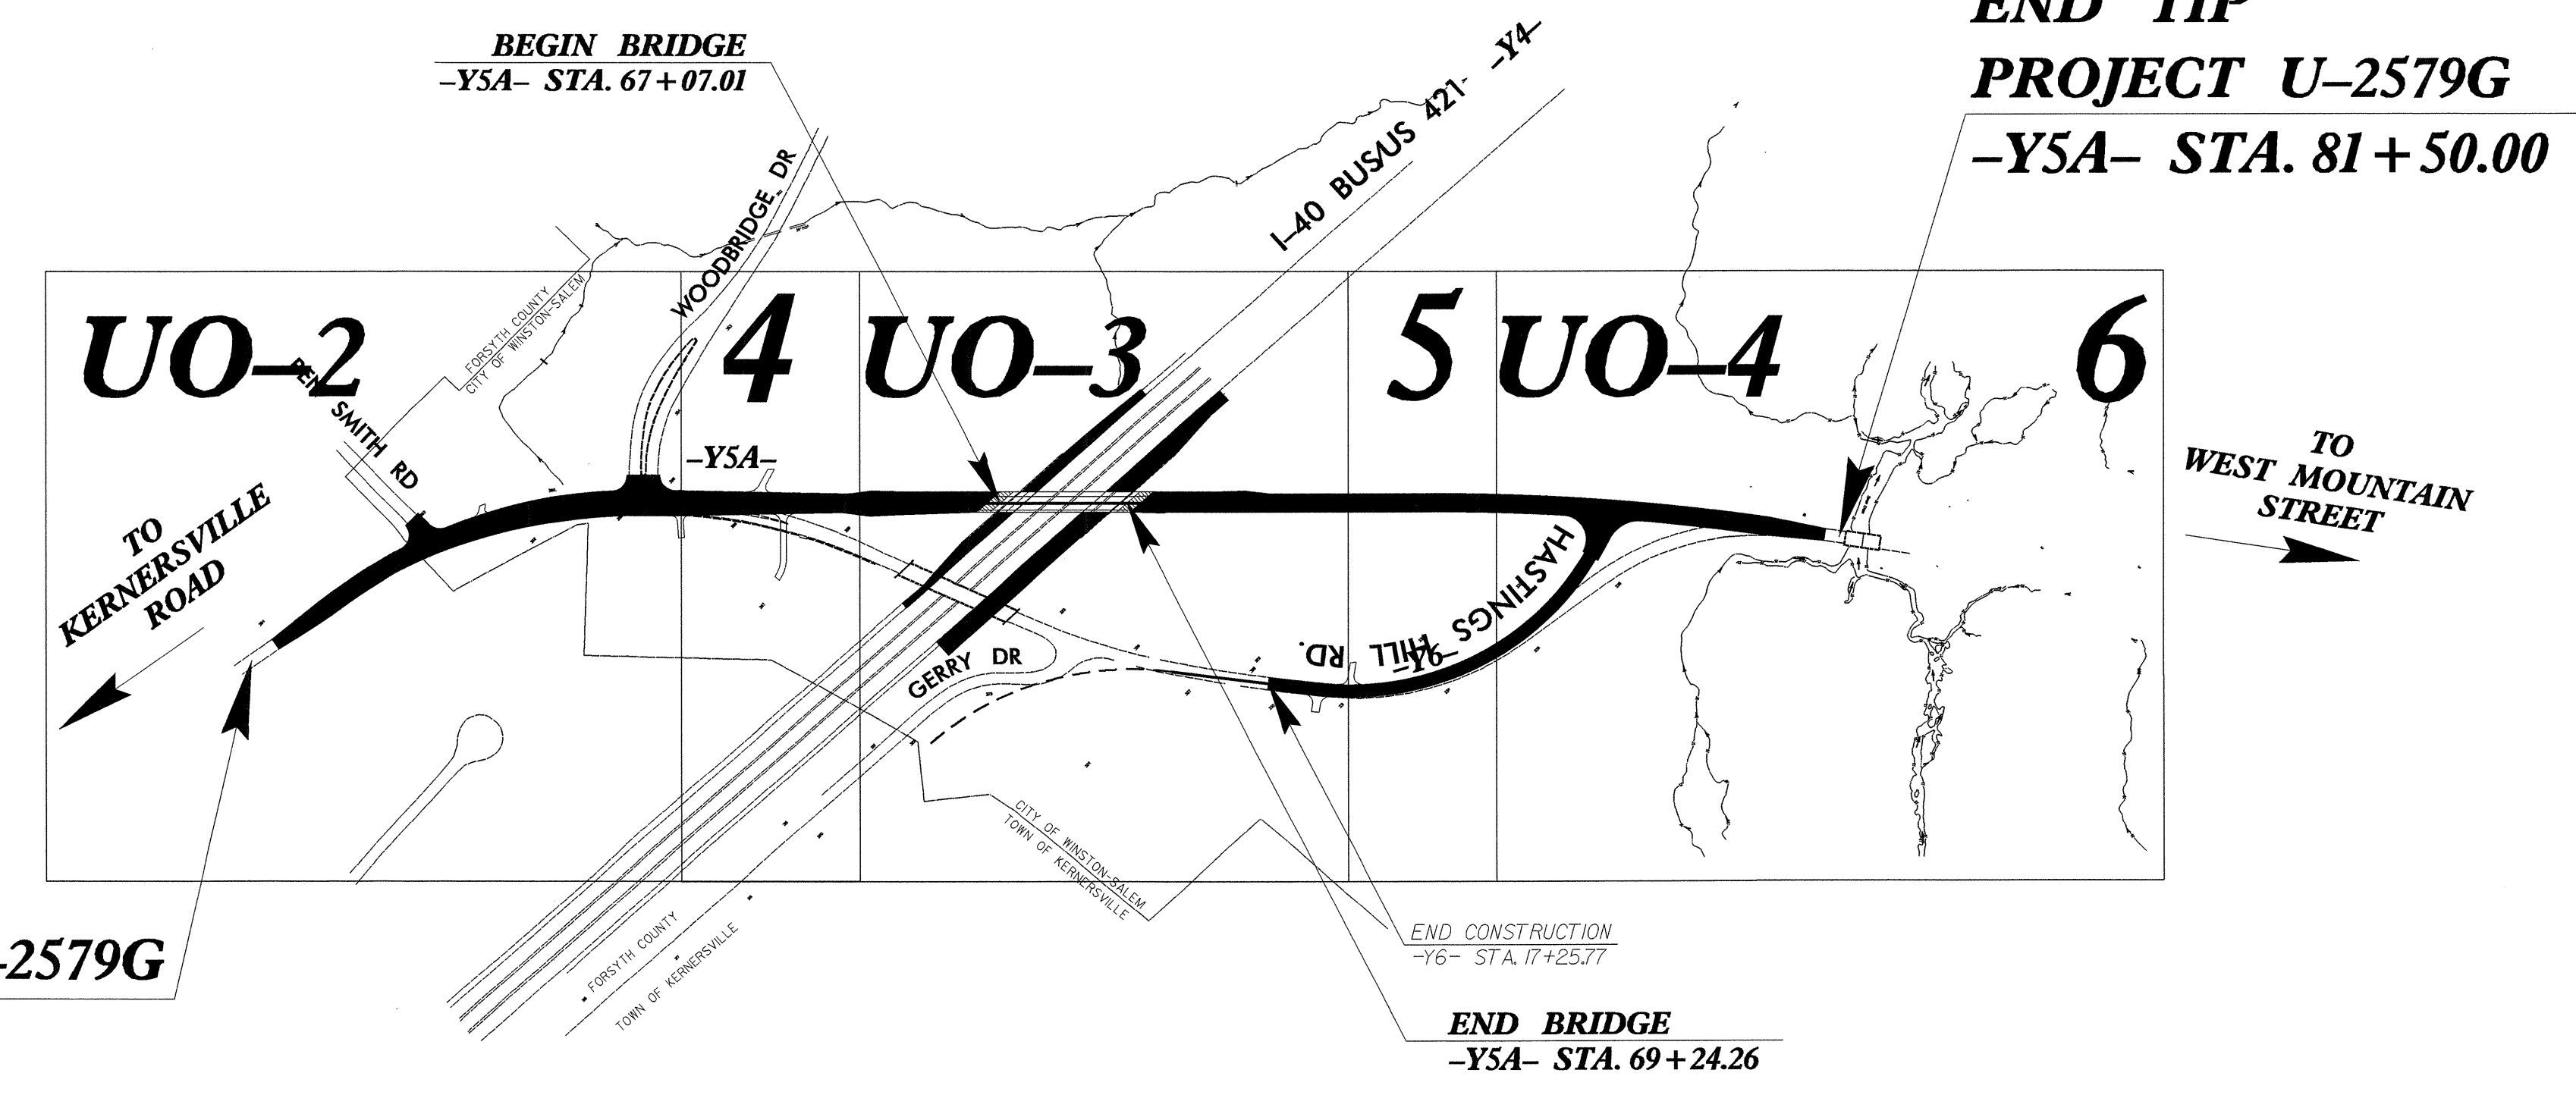 END TIP
PROJECT U–2579G
–Y5A– STA. 81+50.00
BEGIN BRIDGE
–Y5A– STA. 67+07.01
–Y4–
I–40 BUS/US 421-
WOODBRIDGE DR
FORSYTH COUNTY
CITY OF WINSTON-SALEM
UO–2
4
UO–3
5
UO–4
6
BEN SMITH RD
–Y5A–
TO
KERNERSVILLE
ROAD
TO
WEST MOUNTAIN
STREET
HASTINGS HILL RD.
–Y6–
GERRY DR
CITY OF WINSTON-SALEM
TOWN OF KERNERSVILLE
FORSYTH COUNTY
TOWN OF KERNERSVILLE
-2579G
END CONSTRUCTION
-Y6- STA. 17+25.77
END BRIDGE
–Y5A– STA. 69+24.26